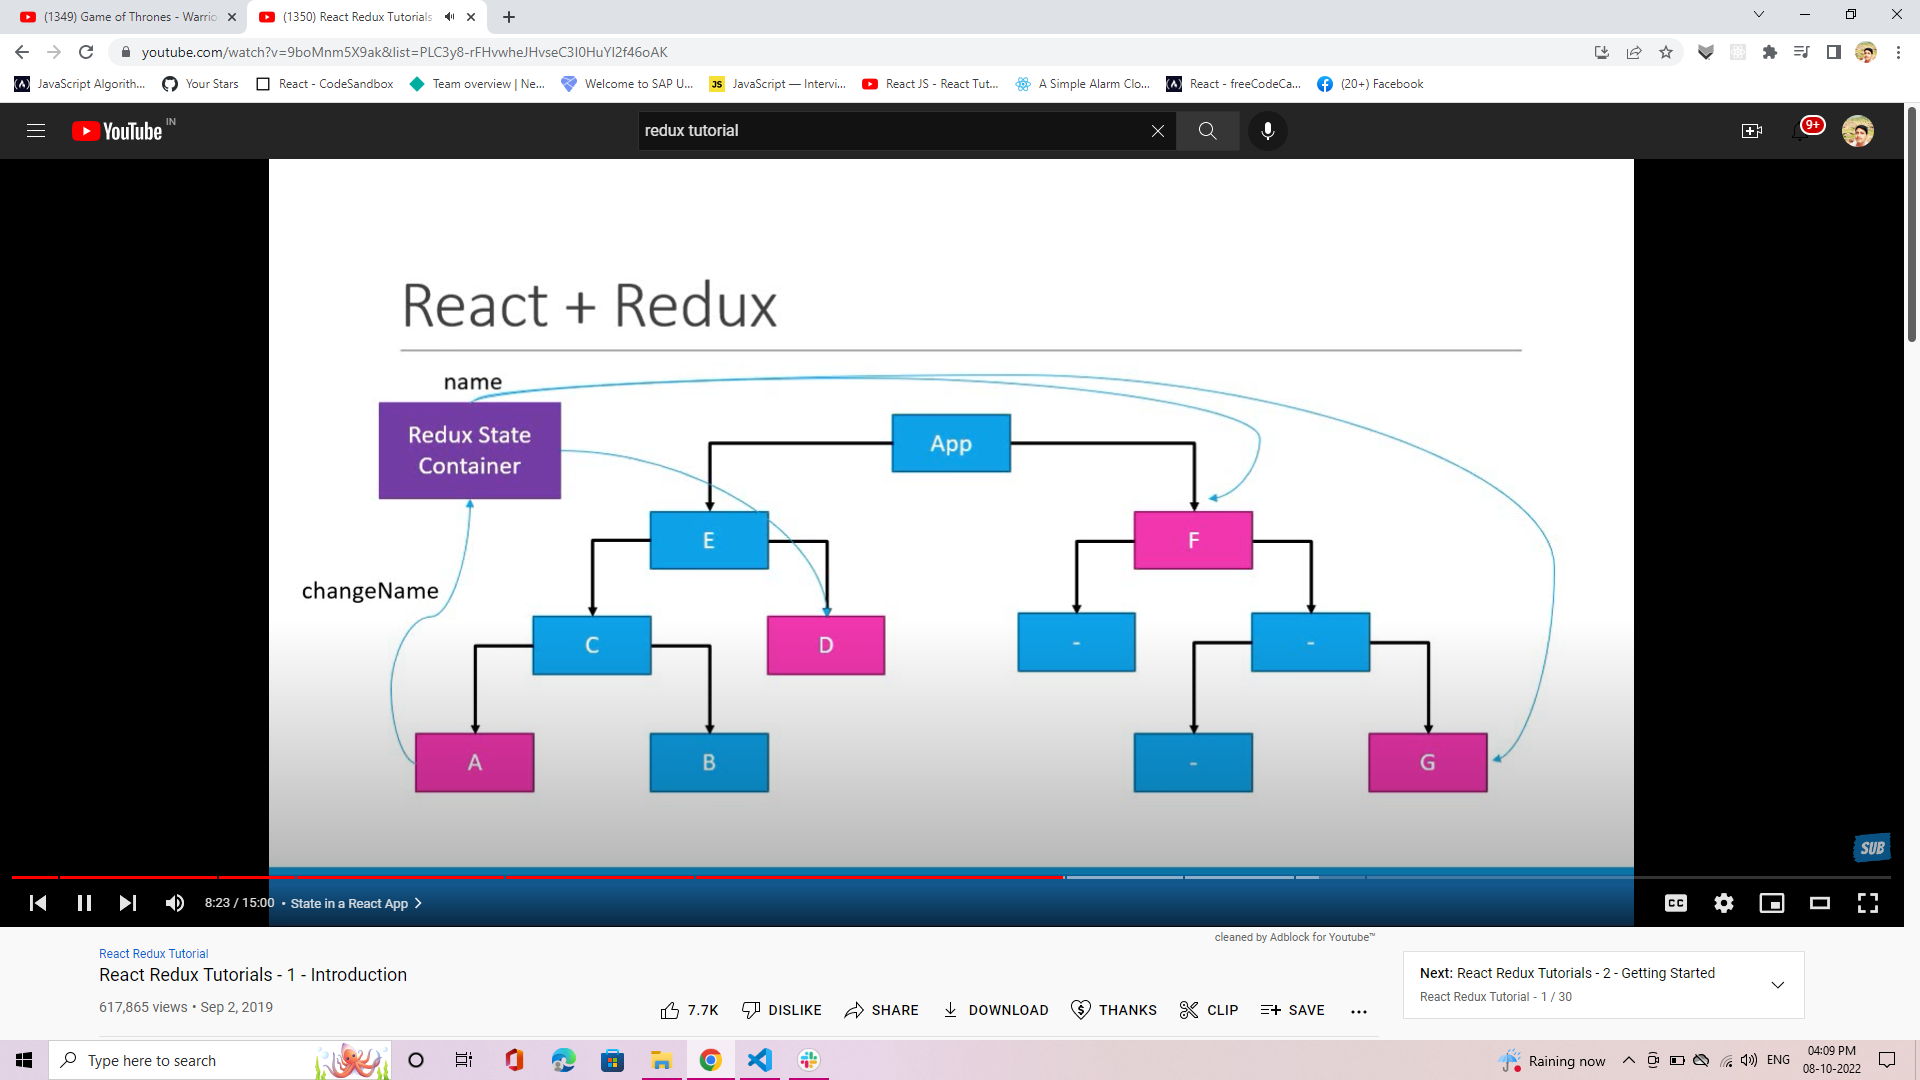 (1349) Game of Thrones - Warrio
(1350) React Redux Tutorials
youtube.com/watch?v=9boMnm5X9ak&list=PLC3y8-rFHvwheJHvseC3I0HuYI2f46oAK
JavaScript Algorith...
Your Stars
React - CodeSandbox
Team overview | Ne...
Welcome to SAP U...
JS
JavaScript — Intervi...
React JS - React Tut...
A Simple Alarm Clo...
React - freeCodeCa...
(20+) Facebook
YouTube IN
redux tutorial
9+
React + Redux
name
Redux State
Container
App
E
F
changeName
C
D
-
-
A
B
-
G
SUB
8:23 / 15:00 • State in a React App
CC
cleaned by Adblock for Youtube™
React Redux Tutorial
React Redux Tutorials - 1 - Introduction
617,865 views • Sep 2, 2019
7.7K
DISLIKE
SHARE
DOWNLOAD
THANKS
CLIP
SAVE
Next: React Redux Tutorials - 2 - Getting Started
React Redux Tutorial - 1 / 30
Type here to search
Raining now
ENG
04:09 PM
08-10-2022